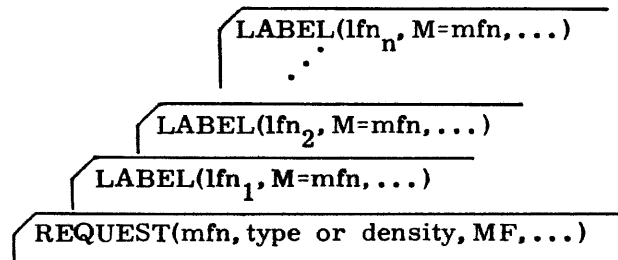 LABEL(lfnₙ, M=mfn,...)
LABEL(lfn₂, M=mfn,...)
LABEL(lfn₁, M=mfn,...)
REQUEST(mfn, type or density, MF,...)